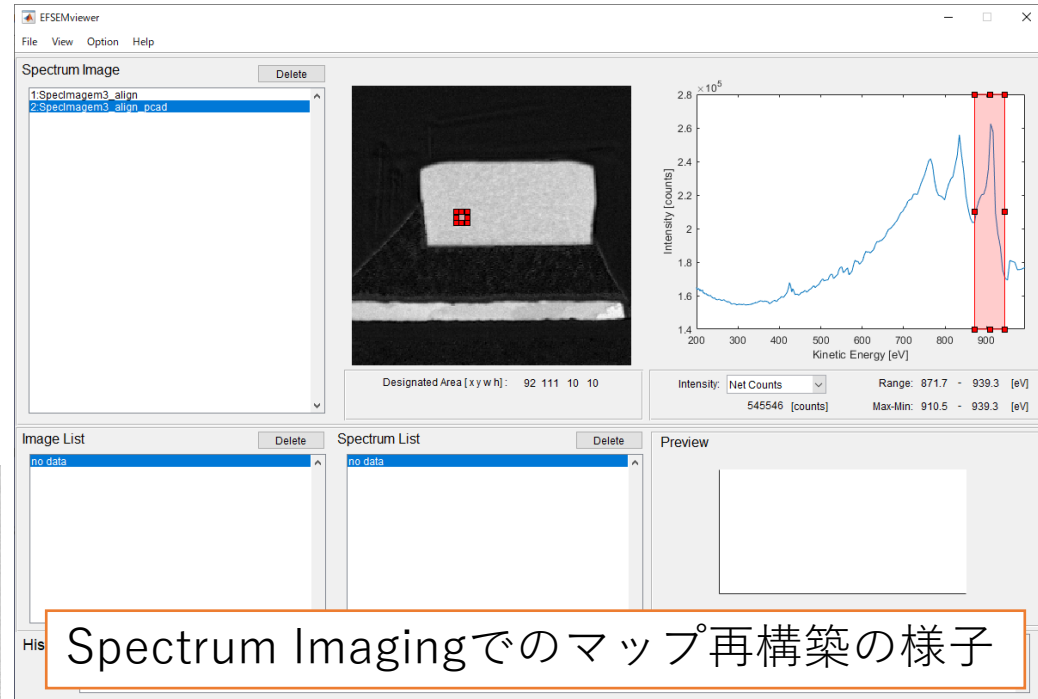 EFSEMviewer
File View Option Help
Spectrum Image
Delete
1:SpecImagem3_align
2:SpecImagem3_align_pcad
Designated Area [ x y w h] : 92 111 10 10
×10⁵
2.8
2.6
2.4
2.2
2
1.8
1.6
1.4
Intensity [counts]
200 300 400 500 600 700 800 900
Kinetic Energy [eV]
Intensity: Net Counts Range: 871.7 - 939.3 [eV]
545546 [counts] Max-Min: 910.5 - 939.3 [eV]
Image List
Delete
no data
Spectrum List
Delete
no data
Preview
His
Spectrum Imagingでのマップ再構築の様子